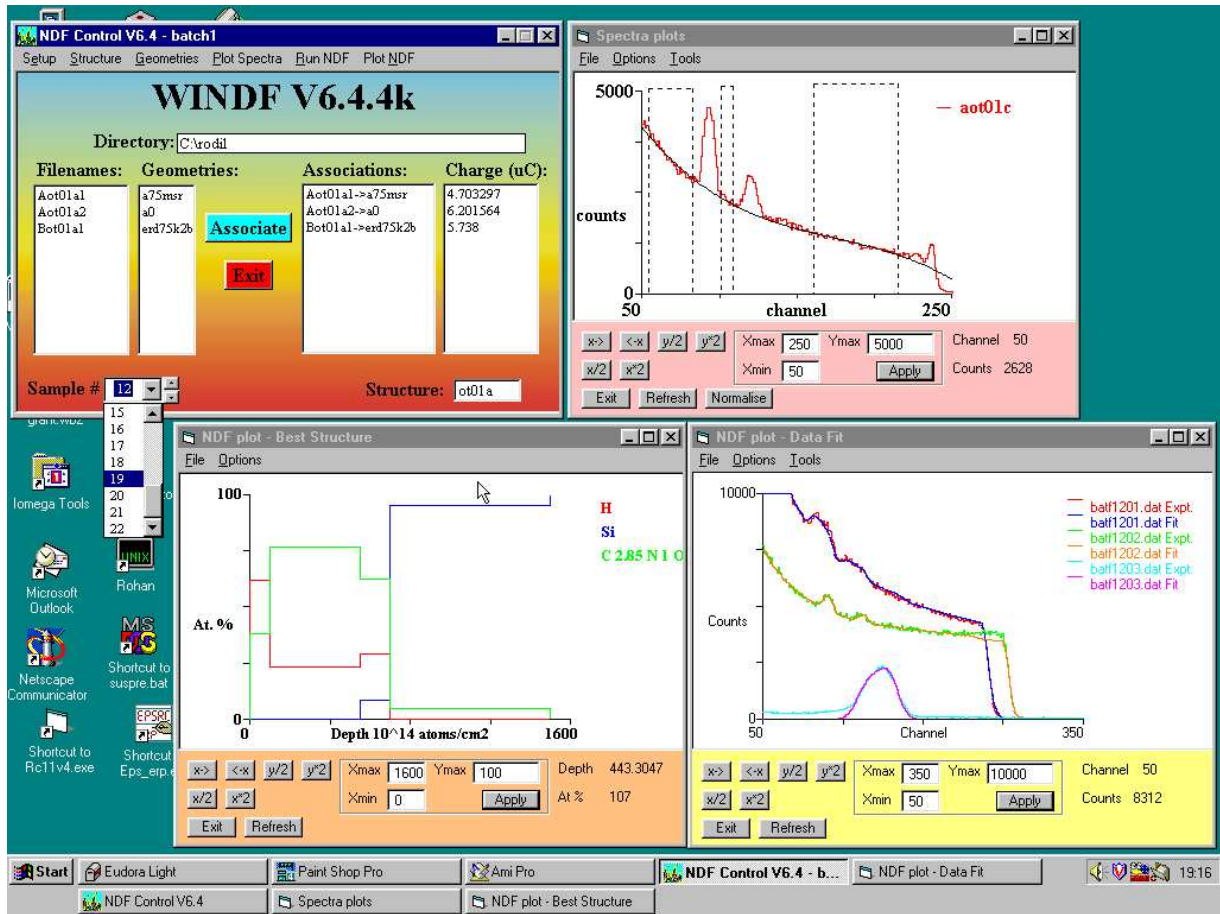 NDF Control V6.4 - batch1
Setup Structure Geometries Plot Spectra Run NDF Plot NDF
WINDF V6.4.4k
Directory: C:\rodil
Filenames: Geometries: Associations: Charge (uC):
Aot01a1 a75msr Aot01a1->a75msr 4.703297
Aot01a2 a0 Aot01a2->a0 6.201564
Bot01a1 erd75k2b Bot01a1->erd75k2b 5.738
Associate
Exit
Sample # 12 Structure: ot01a
15
16
17
18
19
20
21
22
Spectra plots
File Options Tools
5000
aot01c
counts
0
50 channel 250
x-> <-x y/2 y*2 Xmax 250 Ymax 5000 Channel 50
x/2 x*2 Xmin 50 Apply Counts 2628
Exit Refresh Normalise
NDF plot - Best Structure
File Options
100
H
Si
C 2.85 N 1 O
At. %
0
0 Depth 10^14 atoms/cm2 1600
x-> <-x y/2 y*2 Xmax 1600 Ymax 100 Depth 443.3047
x/2 x*2 Xmin 0 Apply At % 107
Exit Refresh
NDF plot - Data Fit
File Options Tools
10000
batf1201.dat Expt.
batf1201.dat Fit
batf1202.dat Expt.
batf1202.dat Fit
batf1203.dat Expt.
batf1203.dat Fit
Counts
0
50 Channel 350
x-> <-x y/2 y*2 Xmax 350 Ymax 10000 Channel 50
x/2 x*2 Xmin 50 Apply Counts 8312
Exit Refresh
Iomega Tools
Microsoft Outlook
UNIX
Rohan
Netscape Communicator
MS
Shortcut to suspre.bat
Shortcut to Rc11v4.exe
EPSRC
Shortcut
Eps_erp.e
Start Eudora Light Paint Shop Pro Ami Pro NDF Control V6.4 - b... NDF plot - Data Fit 19:16
NDF Control V6.4 Spectra plots NDF plot - Best Structure